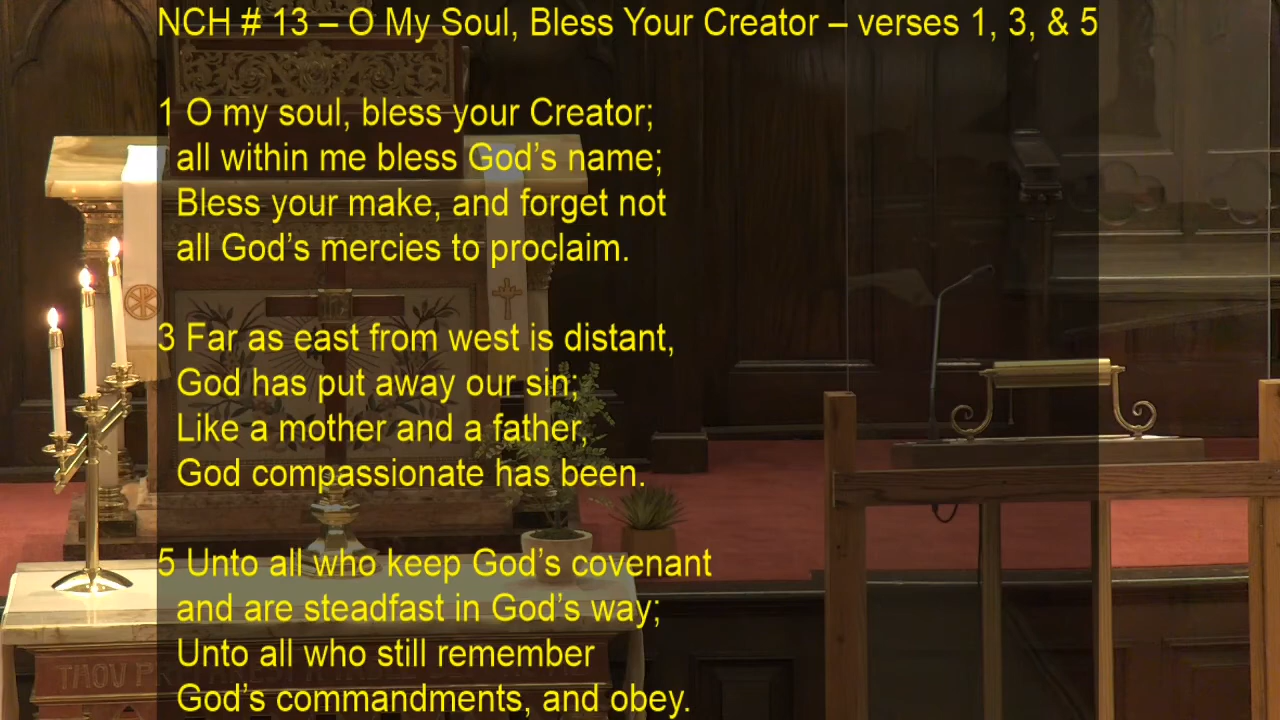 NCH # 13 – O My Soul, Bless Your Creator – verses 1, 3, & 5
1 O my soul, bless your Creator;
all within me bless God’s name;
Bless your make, and forget not
all God’s mercies to proclaim.
3 Far as east from west is distant,
God has put away our sin;
Like a mother and a father,
God compassionate has been.
5 Unto all who keep God’s covenant
and are steadfast in God’s way;
Unto all who still remember
God’s commandments, and obey.
THOU